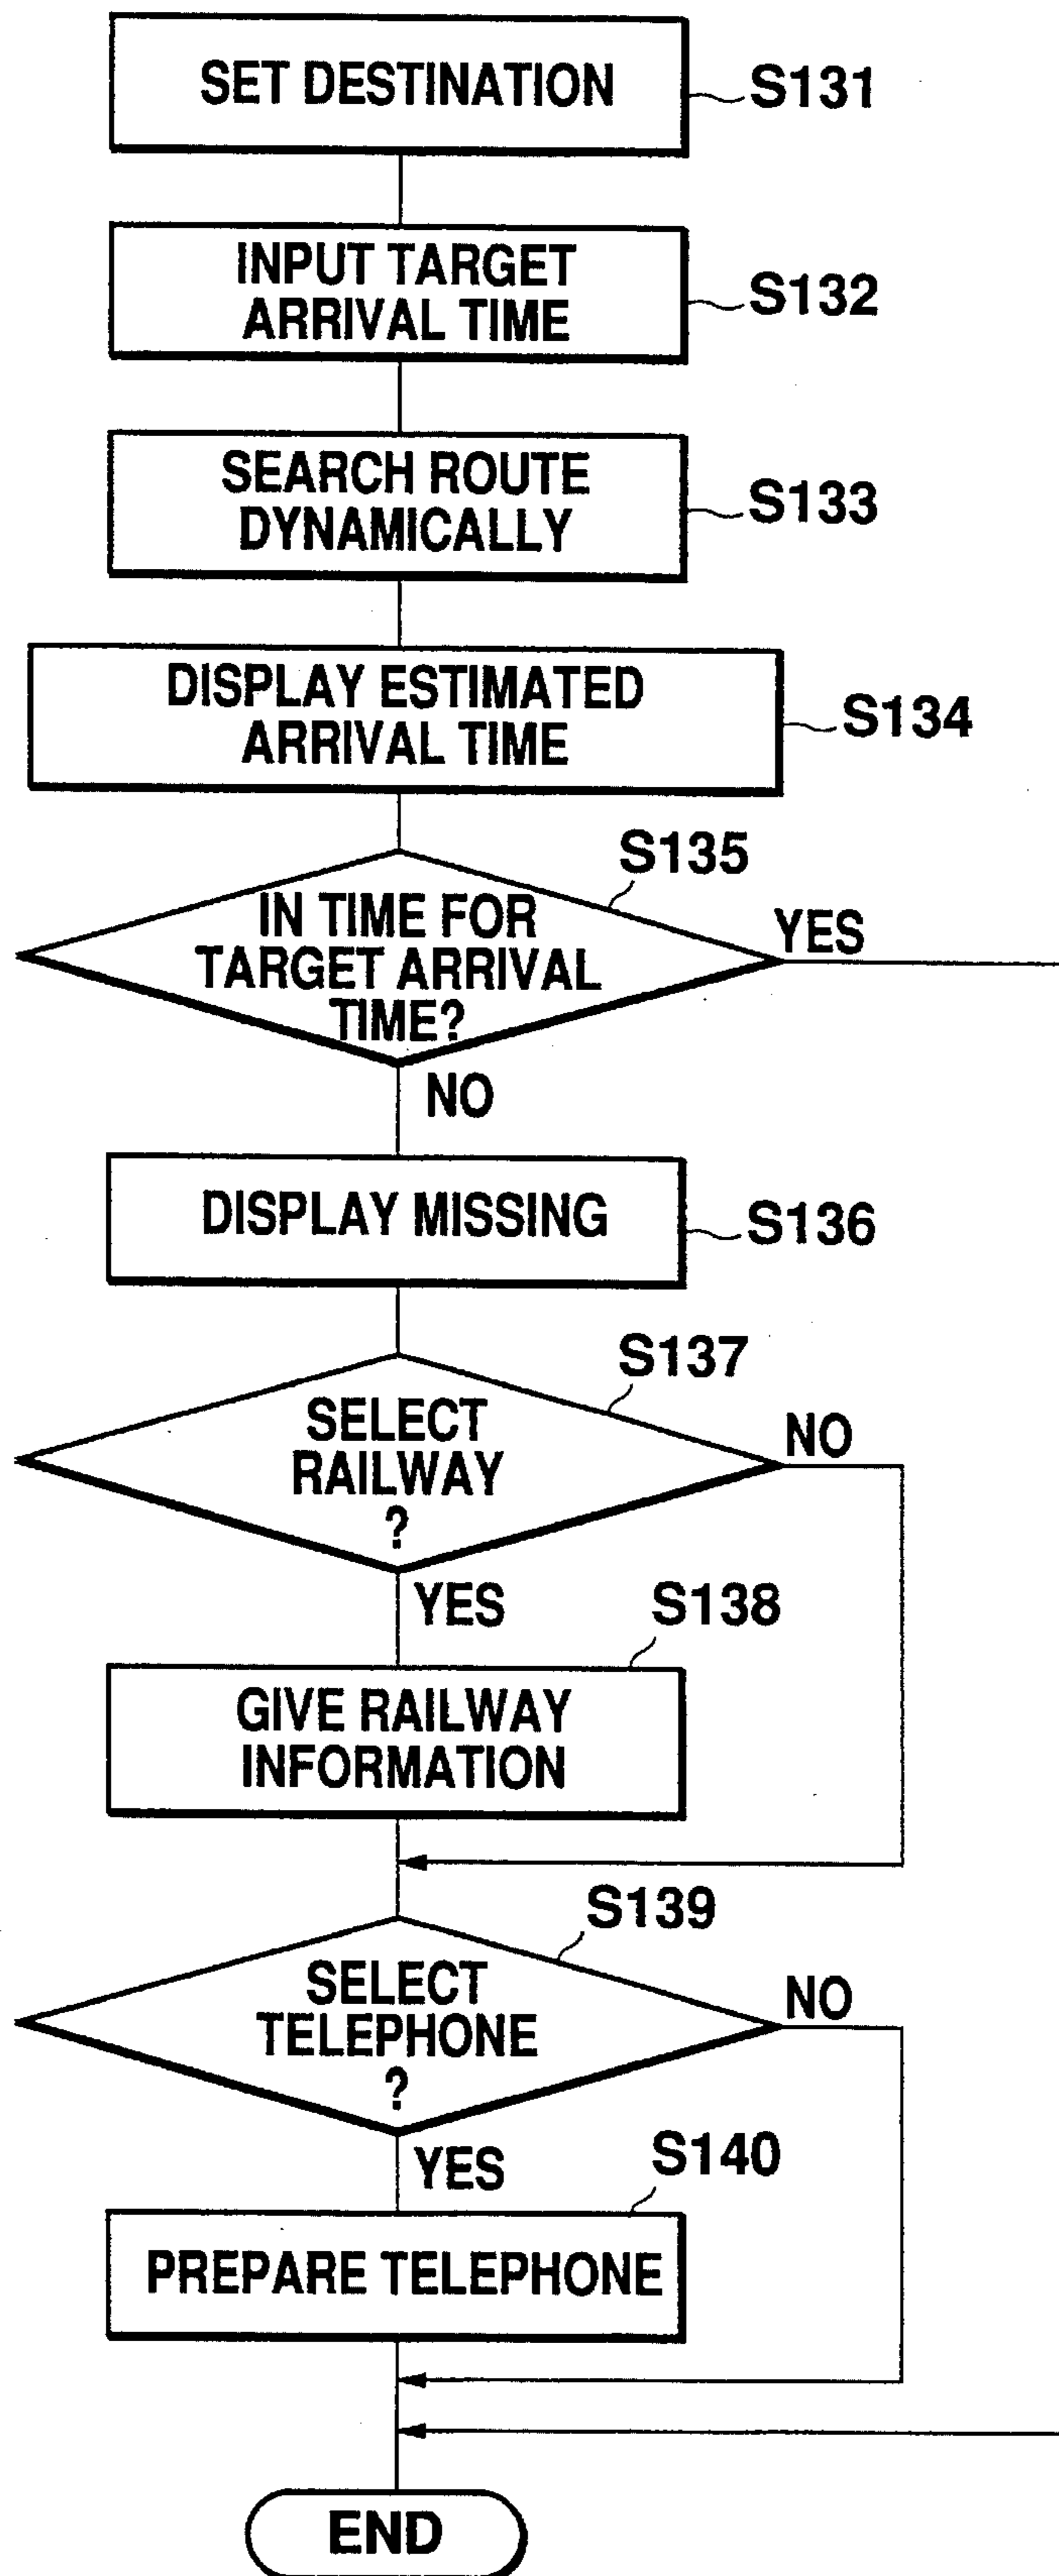 SET DESTINATION
S131
INPUT TARGET
ARRIVAL TIME
S132
SEARCH ROUTE
DYNAMICALLY
S133
DISPLAY ESTIMATED
ARRIVAL TIME
S134
S135
IN TIME FOR
TARGET ARRIVAL
TIME?
YES
NO
DISPLAY MISSING
S136
S137
SELECT
RAILWAY
?
NO
YES
S138
GIVE RAILWAY
INFORMATION
S139
SELECT
TELEPHONE
?
NO
YES
S140
PREPARE TELEPHONE
END